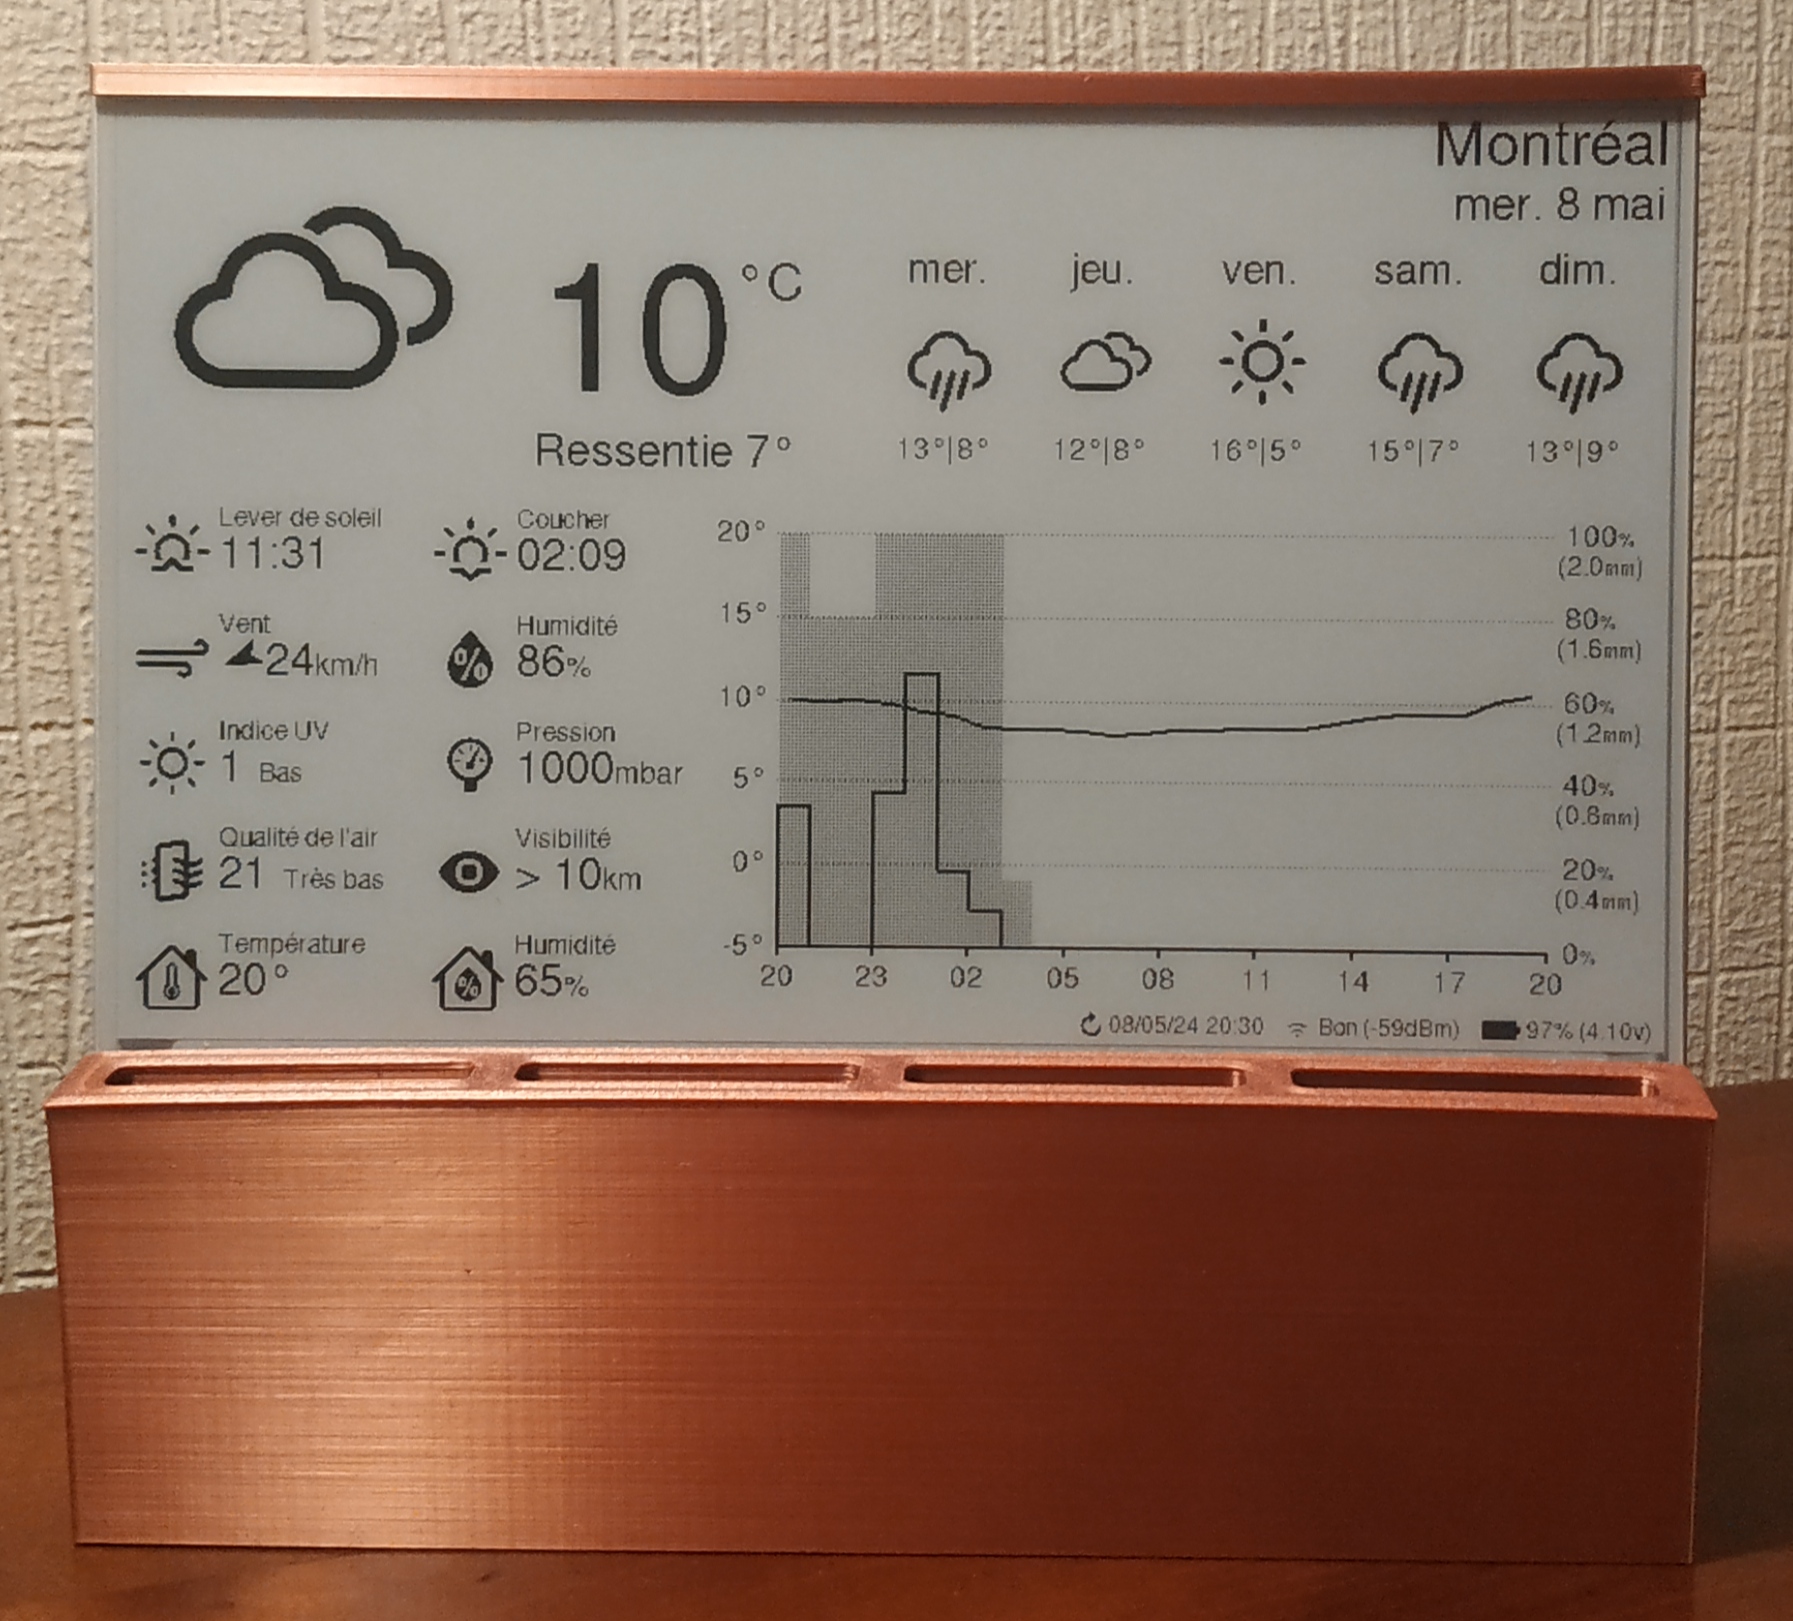 Montréal
mer. 8 mai
10 °C
Ressentie 7°
mer. jeu. ven. sam. dim.
13°|8° 12°|8° 16°|5° 15°|7° 13°|9°
Lever de soleil
11:31
Coucher
02:09
Vent
24km/h
Humidité
86%
Indice UV
1 Bas
Pression
1000mbar
Qualité de l'air
21 Très bas
Visibilité
> 10km
Température
20°
Humidité
65%
20°
15°
10°
5°
0°
-5°
100%
(2.0mm)
80%
(1.6mm)
60%
(1.2mm)
40%
(0.8mm)
20%
(0.4mm)
0%
20 23 02 05 08 11 14 17 20
08/05/24 20:30 Bon (-59dBm) 97% (4.10v)